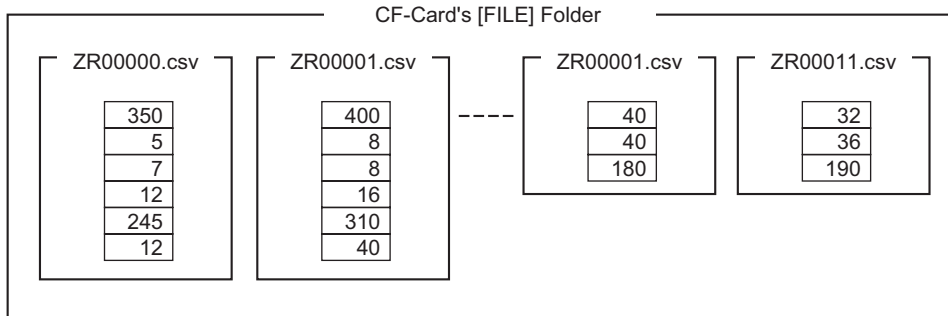 CF-Card's [FILE] Folder
ZR00000.csv ZR00001.csv ZR00001.csv ZR00011.csv
350 400 40 32
5 8 40 36
7 8 180 190
12 16
245 310
12 40